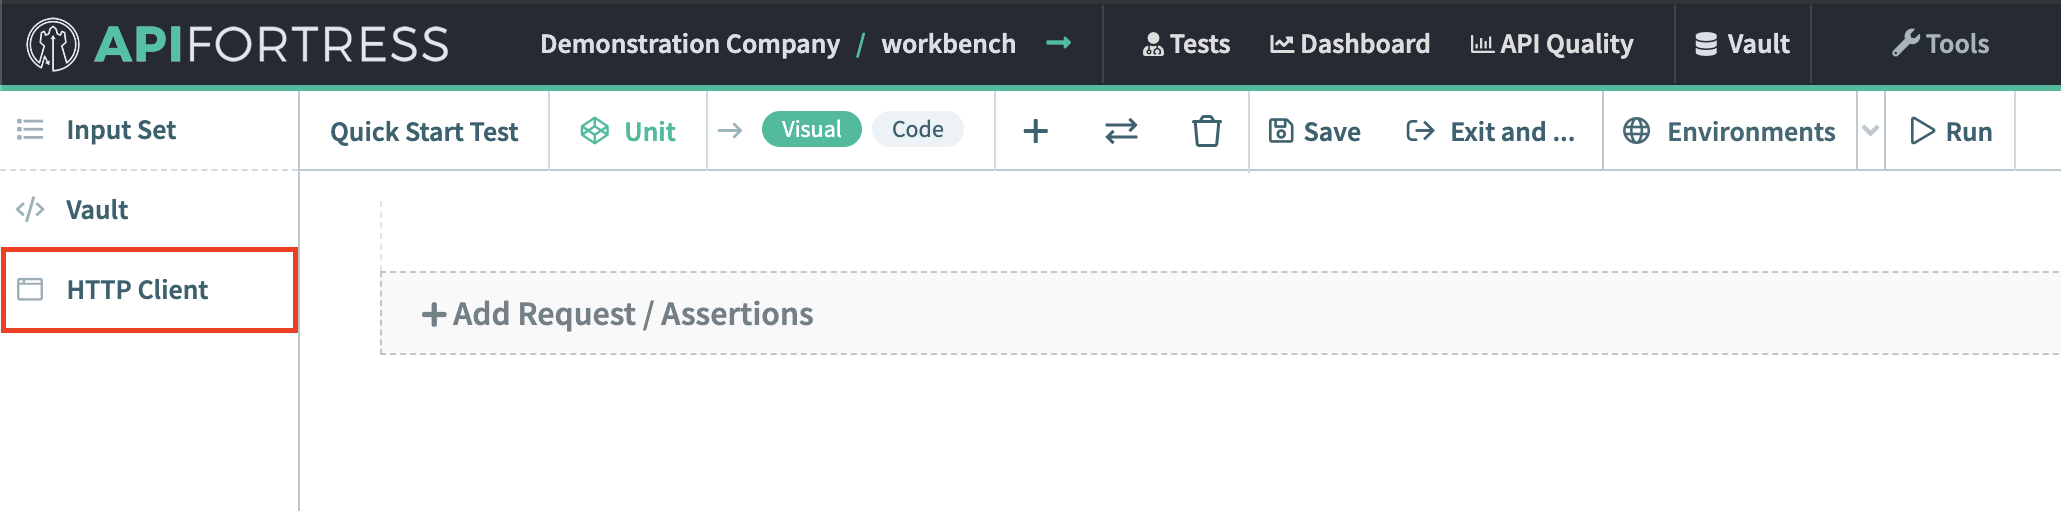 APIFORTRESS Demonstration Company / workbench Tests Dashboard API Quality Vault Tools
Input Set
Quick Start Test Unit Visual Code Save Exit and ... Environments Run
Vault
HTTP Client
Add Request / Assertions